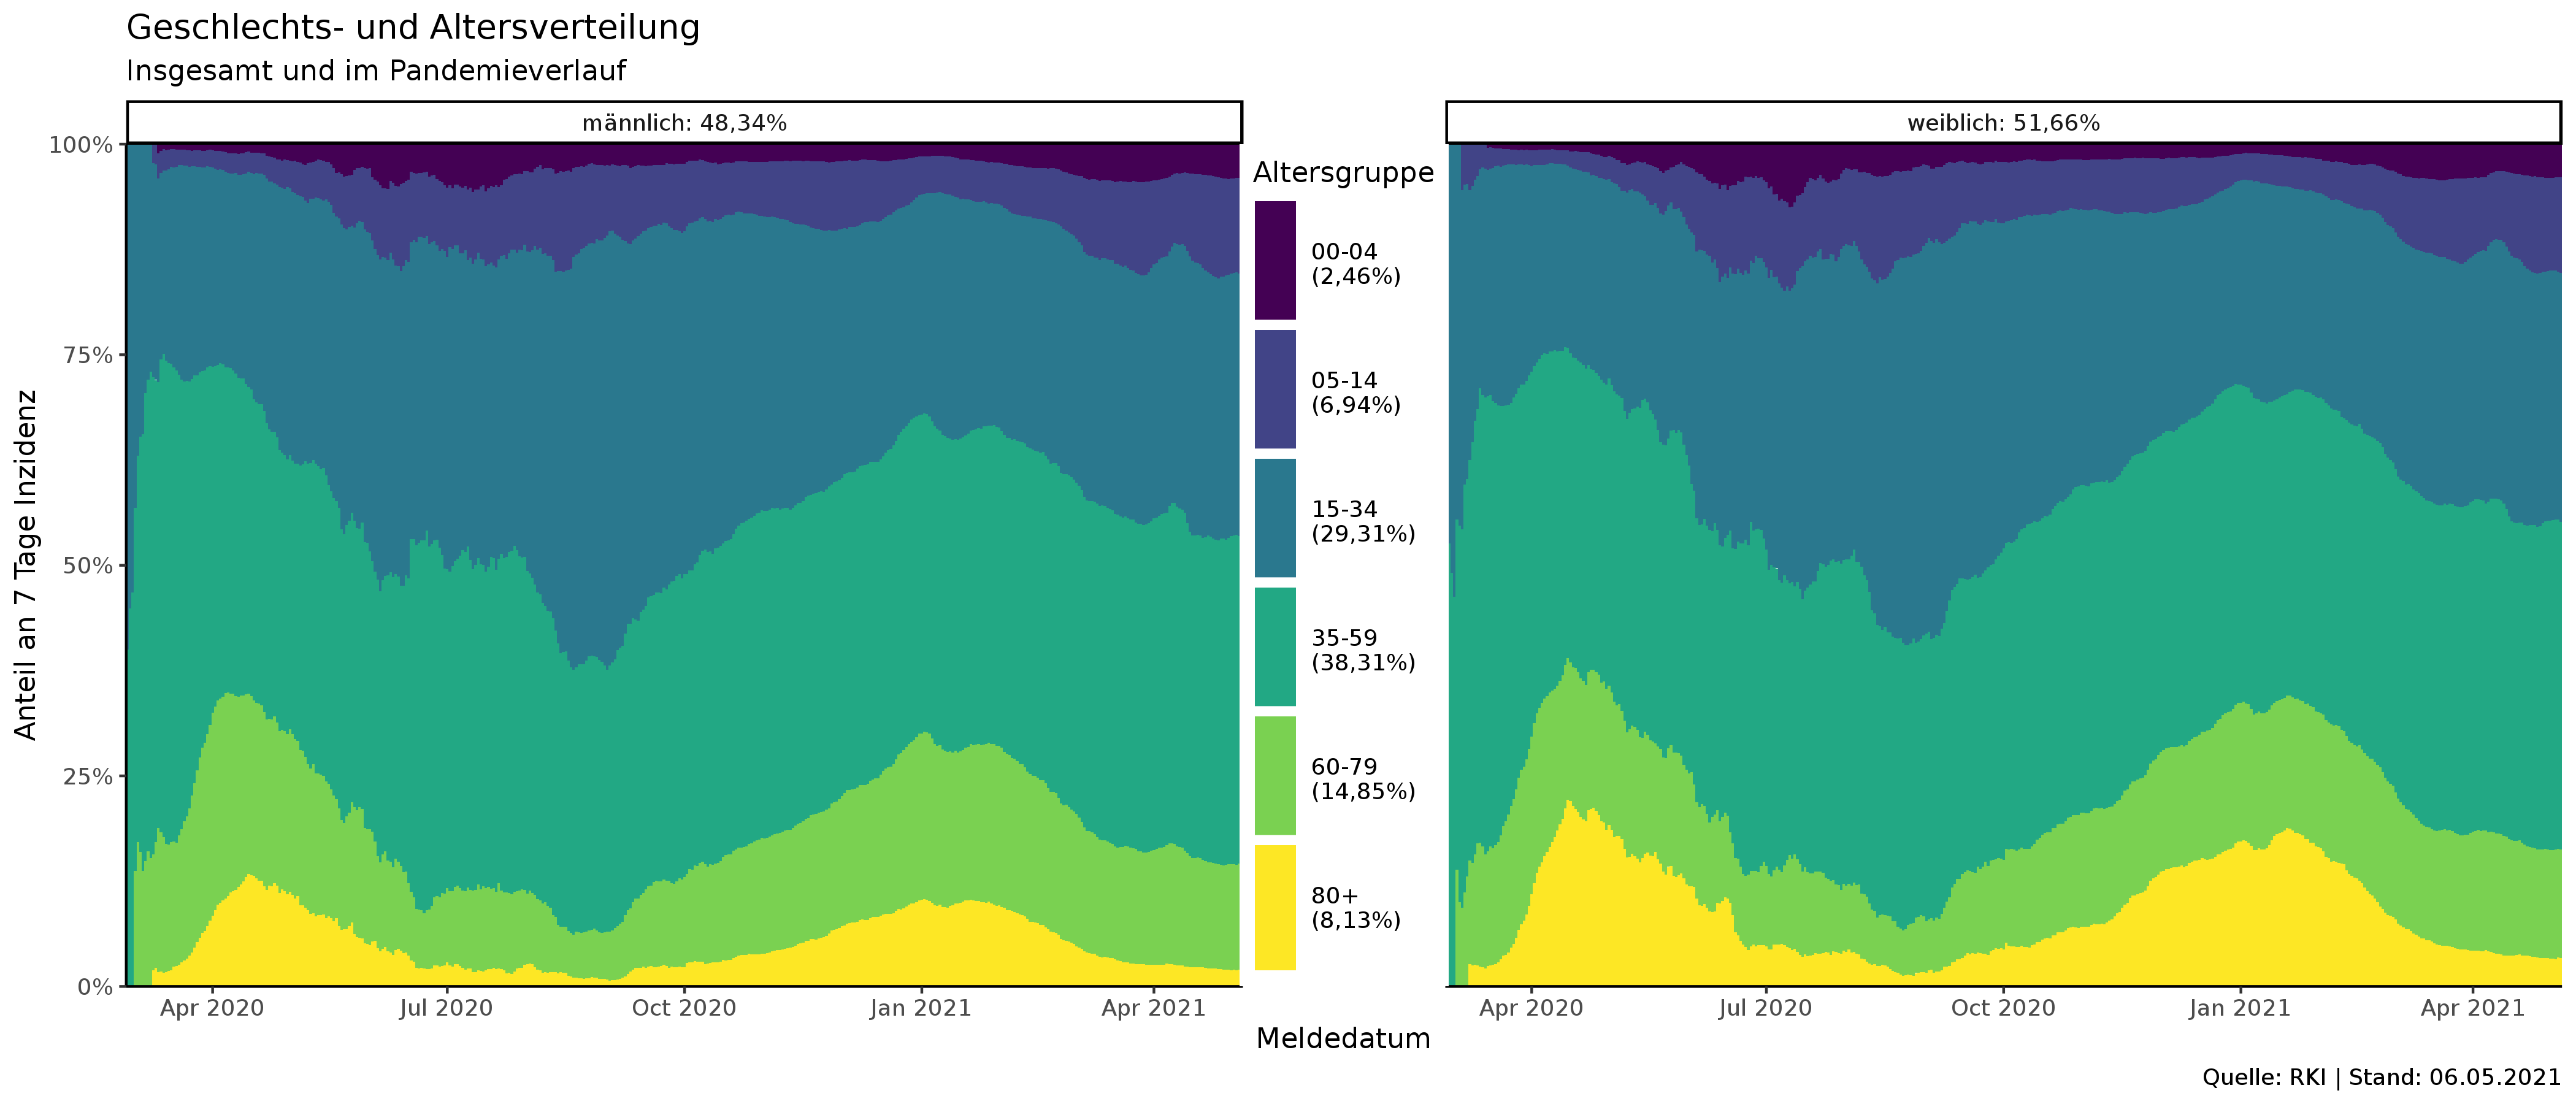 Geschlechts- und Altersverteilung
Insgesamt und im Pandemieverlauf
männlich: 48,34%
weiblich: 51,66%
Anteil an 7 Tage Inzidenz
100%
75%
50%
25%
0%
Altersgruppe
00-04
(2,46%)
05-14
(6,94%)
15-34
(29,31%)
35-59
(38,31%)
60-79
(14,85%)
80+
(8,13%)
Apr 2020
Jul 2020
Oct 2020
Jan 2021
Apr 2021
Apr 2020
Jul 2020
Oct 2020
Jan 2021
Apr 2021
Meldedatum
Quelle: RKI | Stand: 06.05.2021